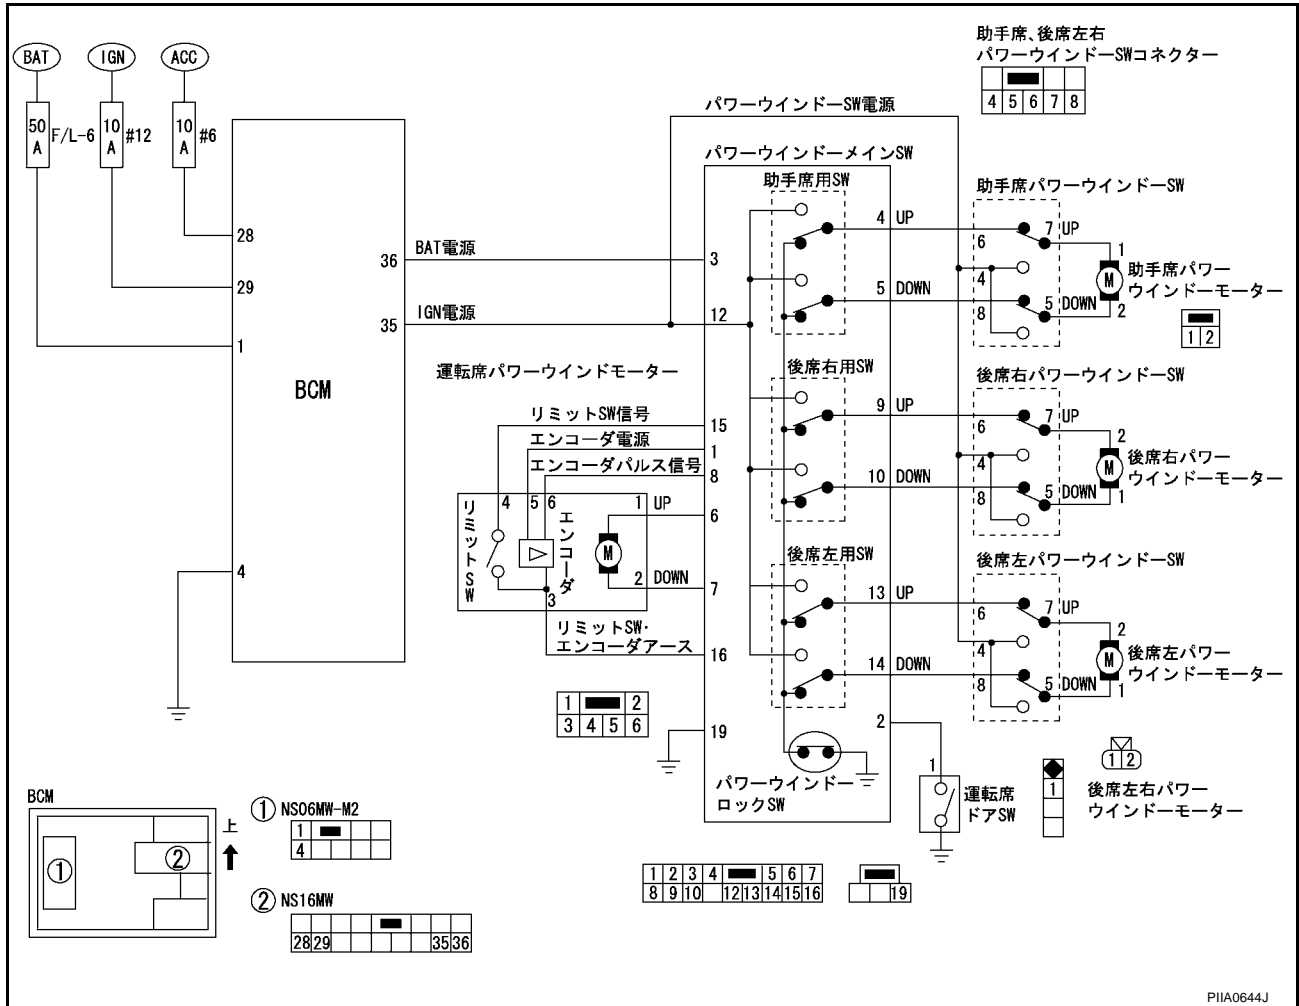 BAT
IGN
ACC
50
A
F/L-6
10
A
#12
10
A
#6
28
29
1
4
BCM
36
35
BAT電源
IGN電源
助手席、後席左右
パワーウインドーSWコネクター
4 5 6 7 8
パワーウインドーSW電源
パワーウインドーメインSW
助手席用SW
3
12
4 UP
5 DOWN
助手席パワーウインドーSW
6
7 UP
4
8
5 DOWN
1
M
2
助手席パワー
ウインドーモーター
1 2
運転席パワーウインドモーター
リミットSW信号
15
エンコーダ電源
1
エンコーダパルス信号
8
リミットSW
4
5 6
エンコーダ
3
M
1 UP
6
2 DOWN
7
リミットSW・
エンコーダアース
16
後席右用SW
9 UP
10 DOWN
後席右パワーウインドーSW
6
7 UP
4
8
5 DOWN
2
M
1
後席右パワー
ウインドーモーター
後席左用SW
13 UP
14 DOWN
後席左パワーウインドーSW
6
7 UP
4
8
5 DOWN
2
M
1
後席左パワー
ウインドーモーター
1 2
3 4 5 6
19
2
パワーウインドー
ロックSW
1
運転席
ドアSW
1
1 2
後席左右パワー
ウインドーモーター
BCM
1
2
上
① NS06MW-M2
1
4
② NS16MW
28 29 35 36
1 2 3 4 5 6 7
8 9 10 12 13 14 15 16
19
PIIA0644J